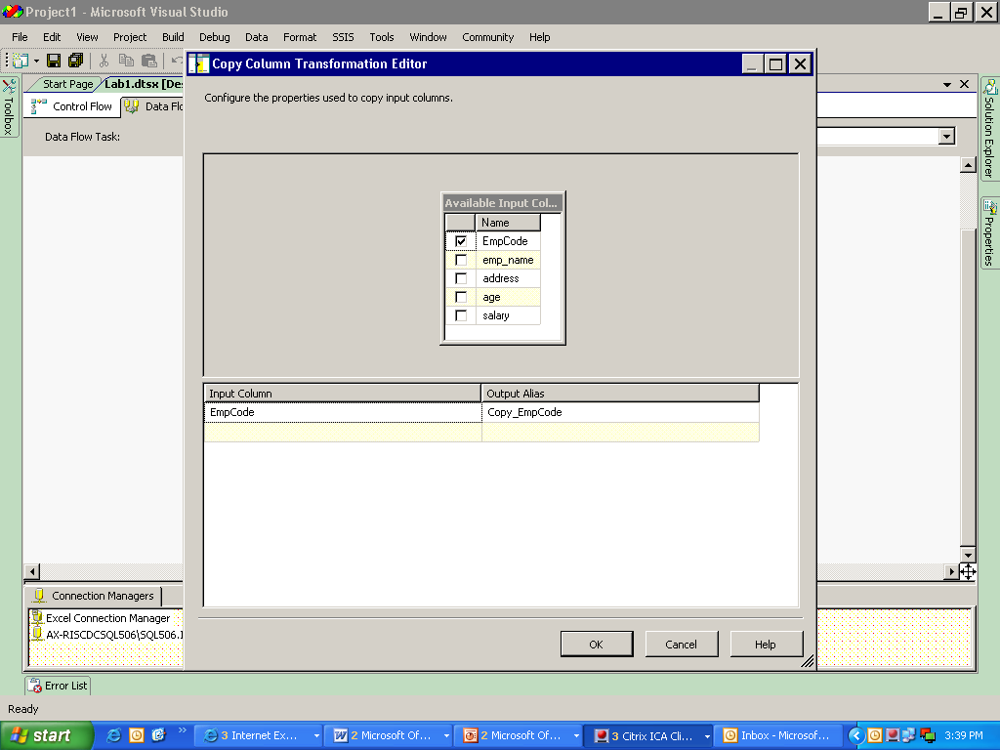 Project1 - Microsoft Visual Studio
File Edit View Project Build Debug Data Format SSIS Tools Window Community Help
Start Page Lab1.dtsx [De
Control Flow Data Fl
Data Flow Task:
Toolbox
Solution Explorer
Properties
Copy Column Transformation Editor
Configure the properties used to copy input columns.
Available Input Col...
Name
EmpCode
emp_name
address
age
salary
Input Column Output Alias
EmpCode Copy_EmpCode
OK Cancel Help
Connection Managers
Excel Connection Manager
AX-RISCDCSQL506\SQL506.
Error List
Ready
start 3 Internet Ex... 2 Microsoft Of... 2 Microsoft Of... 3 Citrix ICA Cli... Inbox - Microsof... 3:39 PM